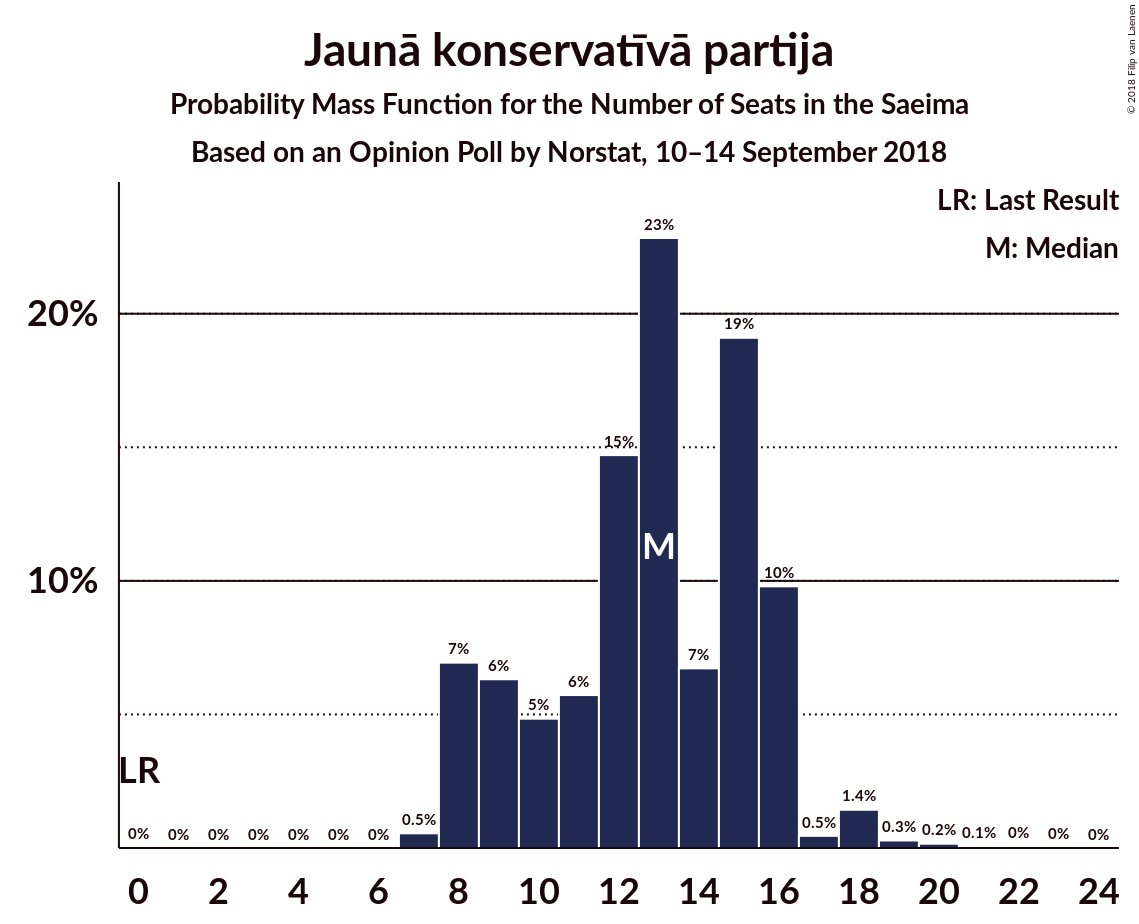 Jaunā konservatīvā partija
Probability Mass Function for the Number of Seats in the Saeima
Based on an Opinion Poll by Norstat, 10–14 September 2018
© 2018 Filip van Laenen
LR: Last Result
M: Median
23%
20%
19%
15%
M
10%
10%
7%
7%
6%
6%
5%
LR
1.4%
0% 0% 0% 0% 0% 0% 0% 0.5% 0.5% 0.3% 0.2% 0.1% 0% 0% 0%
0 2 4 6 8 10 12 14 16 18 20 22 24